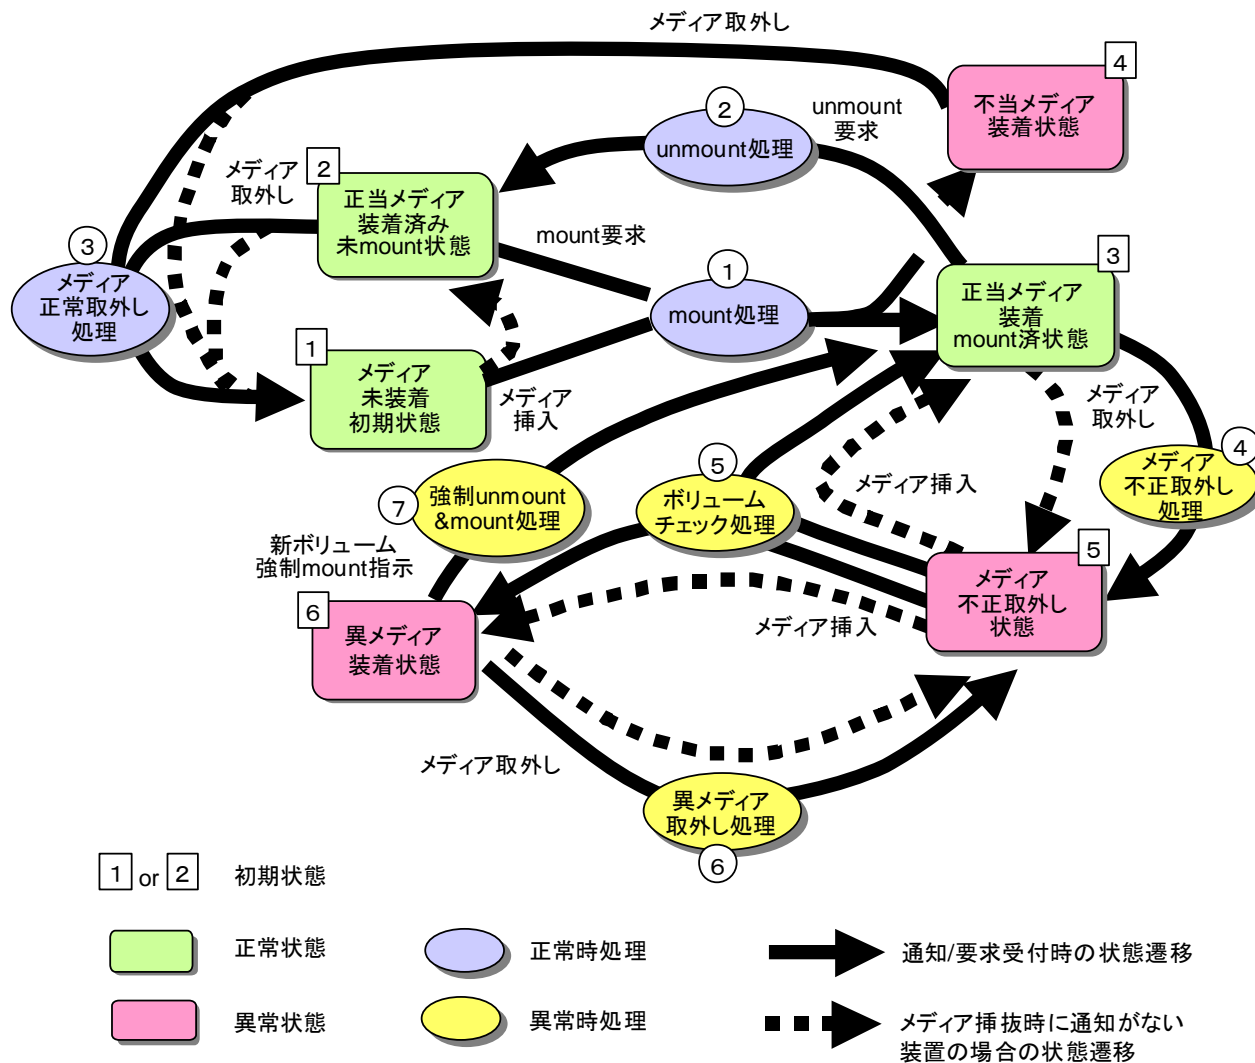 メディア取外し
4
不当メディア
装着状態
2
unmount
要求
unmount処理
メディア
取外し
2
正当メディア
装着済み
未mount状態
mount要求
3
メディア
正常取外し
処理
1
mount処理
3
正当メディア
装着
mount済状態
1
メディア
未装着
初期状態
メディア
挿入
メディア
取外し
4
メディア
不正取外し
処理
5
ボリューム
チェック処理
メディア挿入
7
強制unmount
&mount処理
新ボリューム
強制mount指示
5
メディア
不正取外し
状態
6
異メディア
装着状態
メディア挿入
メディア取外し
異メディア
取外し処理
6
1 or 2 初期状態
正常状態
正常時処理
通知/要求受付時の状態遷移
異常状態
異常時処理
メディア挿抜時に通知がない
装置の場合の状態遷移